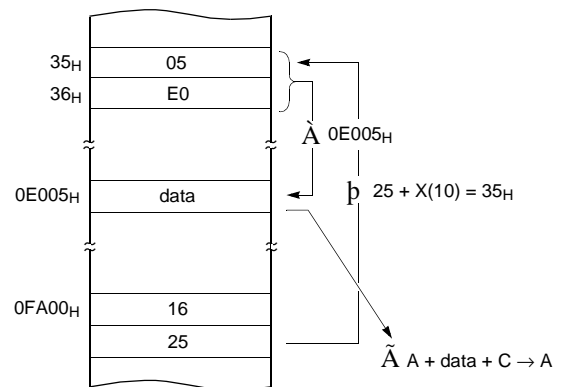 35H 05
36H E0
À 0E005H
0E005H data
þ 25 + X(10) = 35H
0FA00H 16
25
Ã A + data + C → A